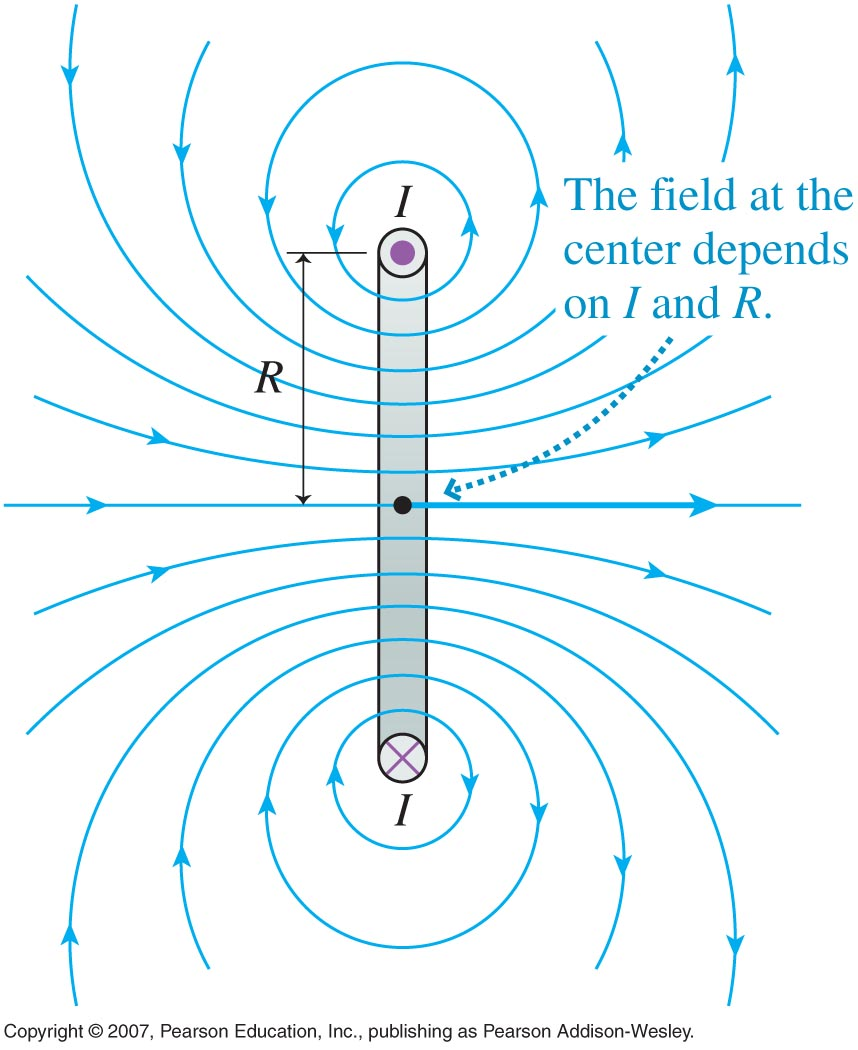 I
The field at the
center depends
on I and R.
R
I
Copyright © 2007, Pearson Education, Inc., publishing as Pearson Addison-Wesley.